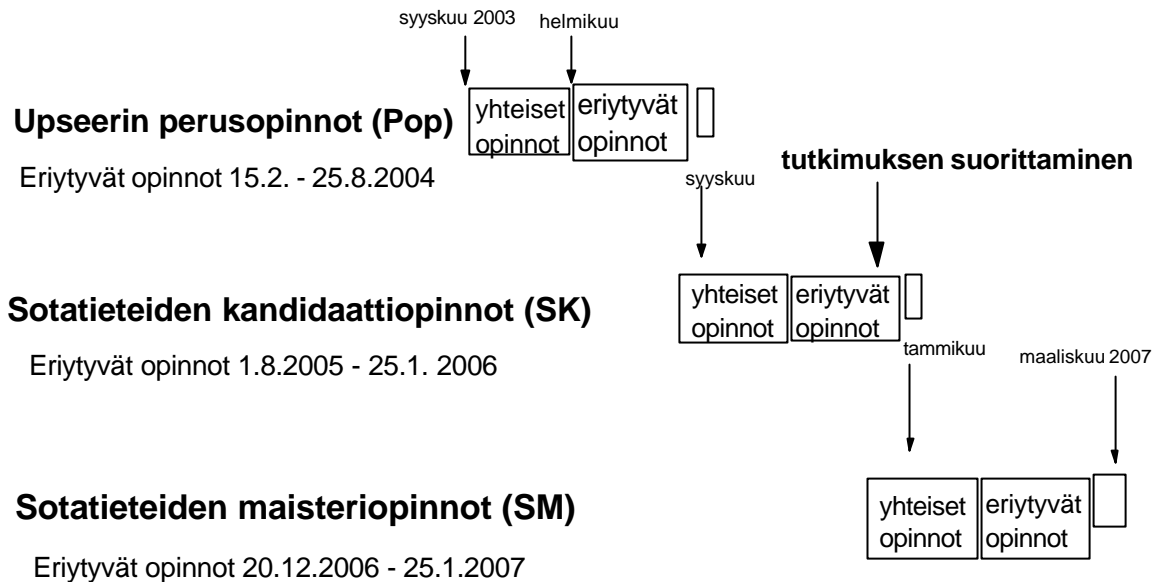 syyskuu 2003
helmikuu
Upseerin perusopinnot (Pop)
yhteiset
opinnot
eriytyvät
opinnot
Eriytyvät opinnot 15.2. - 25.8.2004
tutkimuksen suorittaminen
syyskuu
Sotatieteiden kandidaattiopinnot (SK)
yhteiset
opinnot
eriytyvät
opinnot
Eriytyvät opinnot 1.8.2005 - 25.1. 2006
tammikuu
maaliskuu 2007
Sotatieteiden maisteriopinnot (SM)
yhteiset
opinnot
eriytyvät
opinnot
Eriytyvät opinnot 20.12.2006 - 25.1.2007